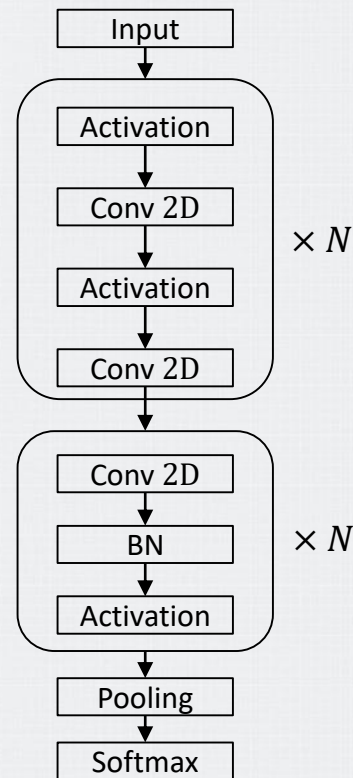 Input
Activation
Conv 2D
Activation
Conv 2D
× N
Conv 2D
BN
Activation
× N
Pooling
Softmax